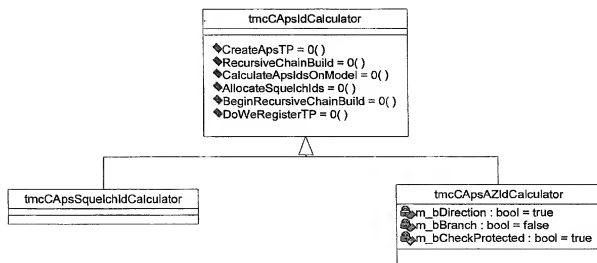 tmcCApsIdCalculator
CreateApsTP = 0( )
RecursiveChainBuild = 0( )
CalculateApsIdsOnModel = 0( )
AllocateSquelchIds = 0( )
BeginRecursiveChainBuild = 0( )
DoWeRegisterTP = 0( )
tmcCApsSquelchIdCalculator
tmcCApsAZIdCalculator
m_bDirection : bool = true
m_bBranch : bool = false
m_bCheckProtected : bool = true